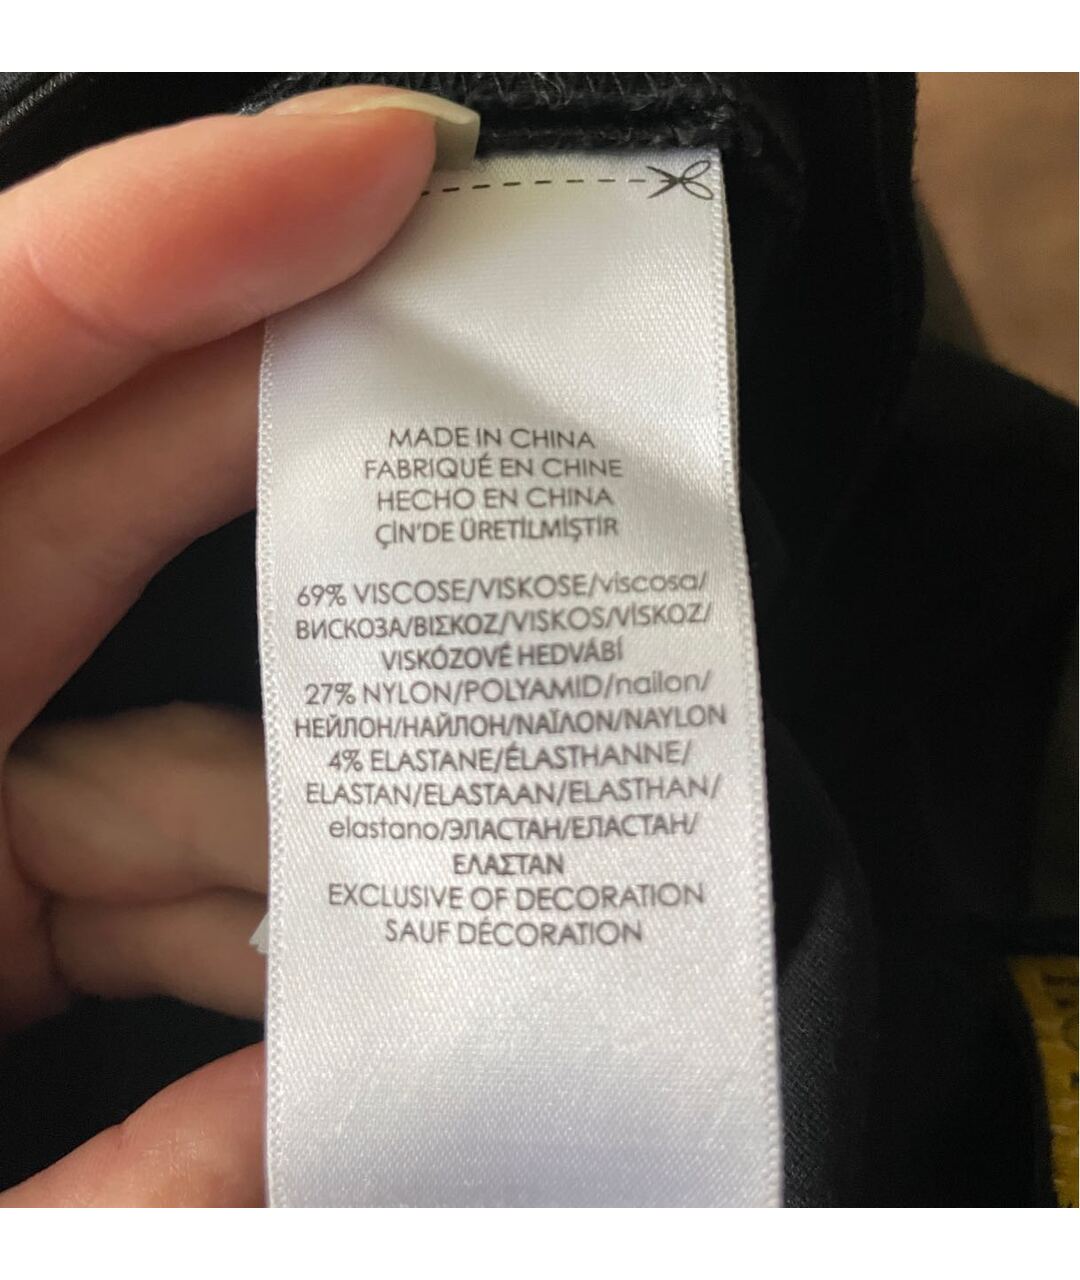 MADE IN CHINA
FABRIQUÉ EN CHINE
HECHO EN CHINA
ÇİN'DE ÜRETİLMİŞTİR
69% VISCOSE/VISKOSE/viscosa/
ВИСКОЗА/ΒΙΣΚΟΖ/VISKOS/VİSKOZ/
VISKÓZOVÉ HEDVÁBÍ
27% NYLON/POLYAMID/nailon/
НЕЙЛОН/НАЙЛОН/ΝΑΪΛΟΝ/NAYLON
4% ELASTANE/ÉLASTHANNE/
ELASTAN/ELASTAAN/ELASTHAN/
elastano/ЭЛАСТАН/ЕЛАСТАН/
ΕΛΑΣΤΑΝ
EXCLUSIVE OF DECORATION
SAUF DÉCORATION